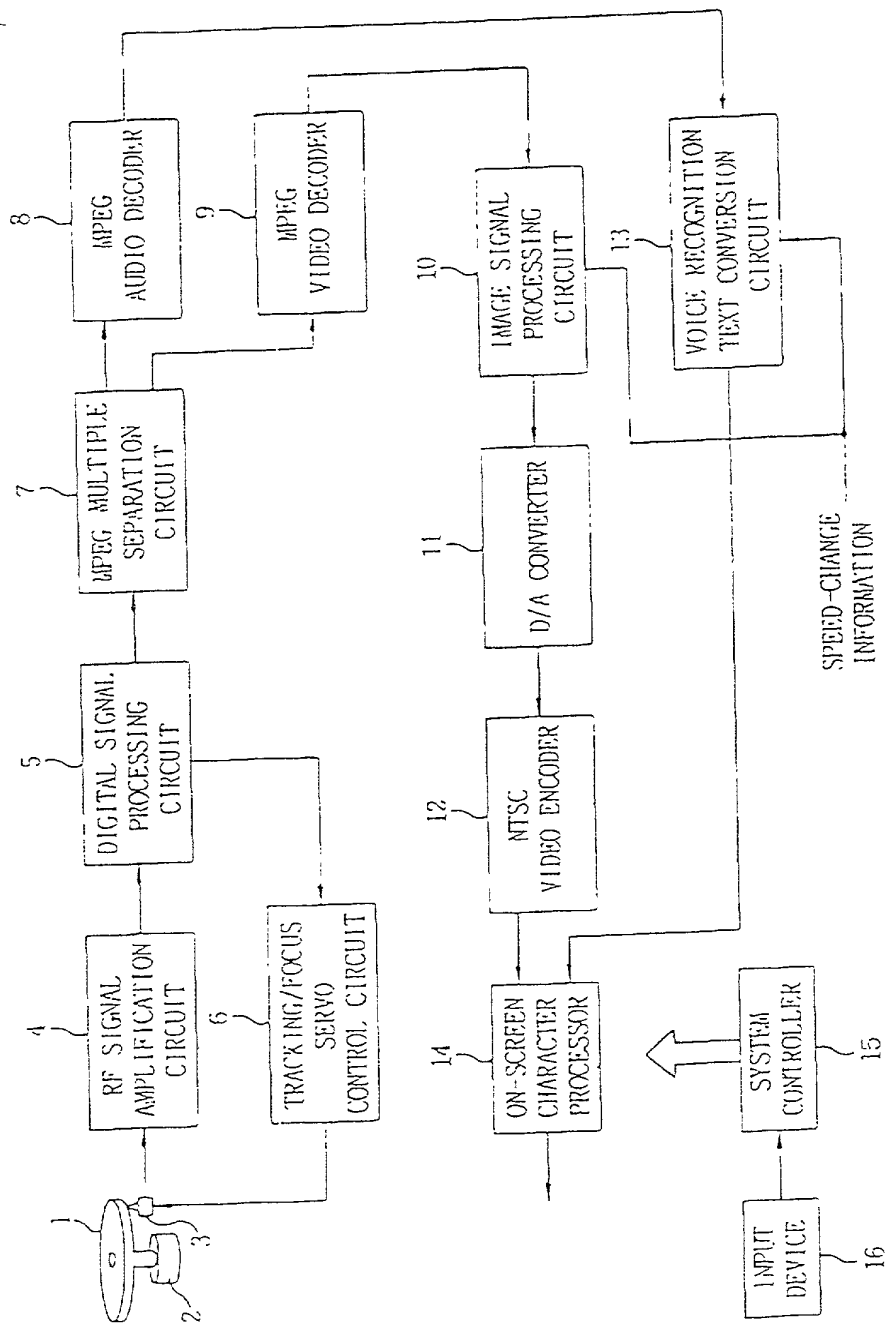 1
2
3
4
RF SIGNAL
AMPLIFICATION
CIRCUIT
5
DIGITAL SIGNAL
PROCESSING
CIRCUIT
6
TRACKING/FOCUS
SERVO
CONTROL CIRCUIT
7
MPEG MULTIPLE
SEPARATION
CIRCUIT
8
MPEG
AUDIO DECODER
9
MPEG
VIDEO DECODER
10
IMAGE SIGNAL
PROCESSING
CIRCUIT
11
D/A CONVERTER
12
NTSC
VIDEO ENCODER
13
VOICE RECOGNITION
TEXT CONVERSION
CIRCUIT
14
ON-SCREEN
CHARACTER
PROCESSOR
SPEED-CHANGE
INFORMATION
SYSTEM
CONTROLLER
15
INPUT
DEVICE
16